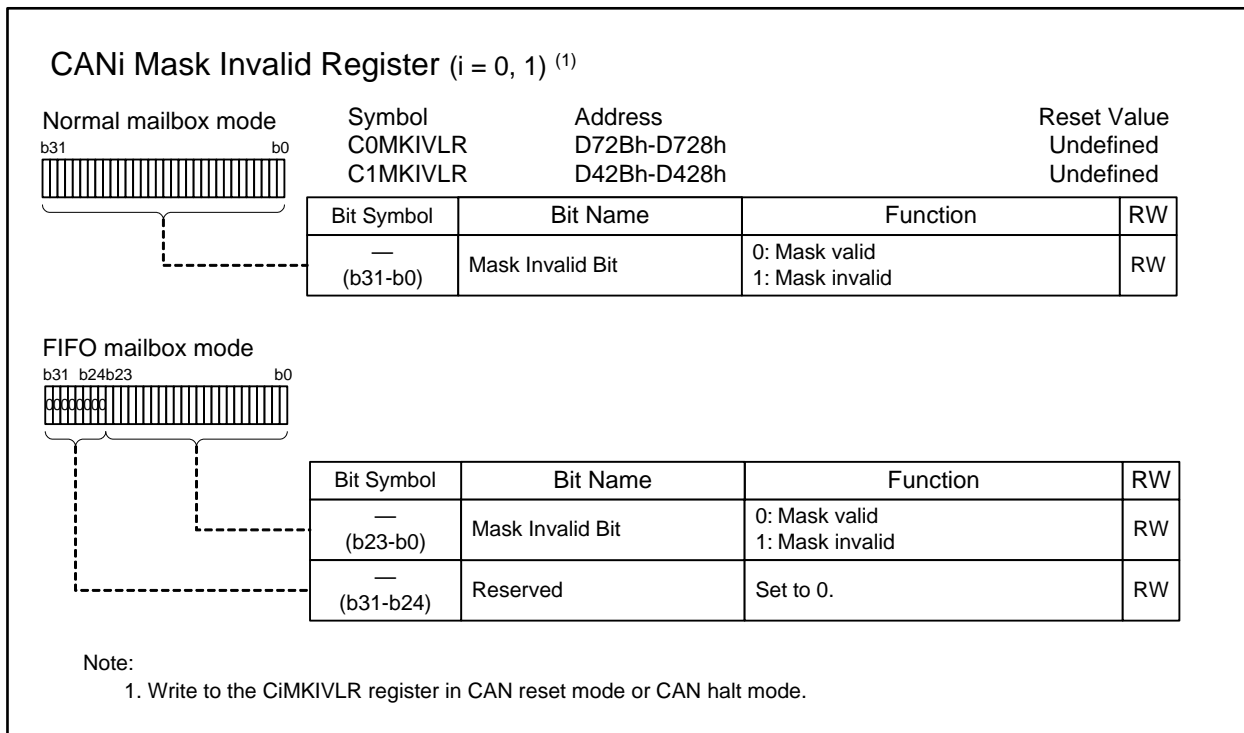 CANi Mask Invalid Register (i = 0, 1) (1)
Normal mailbox mode
b31 b0
Symbol Address Reset Value
C0MKIVLR D72Bh-D728h Undefined
C1MKIVLR D42Bh-D428h Undefined
Bit Symbol Bit Name Function RW
— (b31-b0) Mask Invalid Bit 0: Mask valid
1: Mask invalid RW
FIFO mailbox mode
b31 b24b23 b0
00000000
Bit Symbol Bit Name Function RW
— (b23-b0) Mask Invalid Bit 0: Mask valid
1: Mask invalid RW
— (b31-b24) Reserved Set to 0. RW
Note:
1. Write to the CiMKIVLR register in CAN reset mode or CAN halt mode.